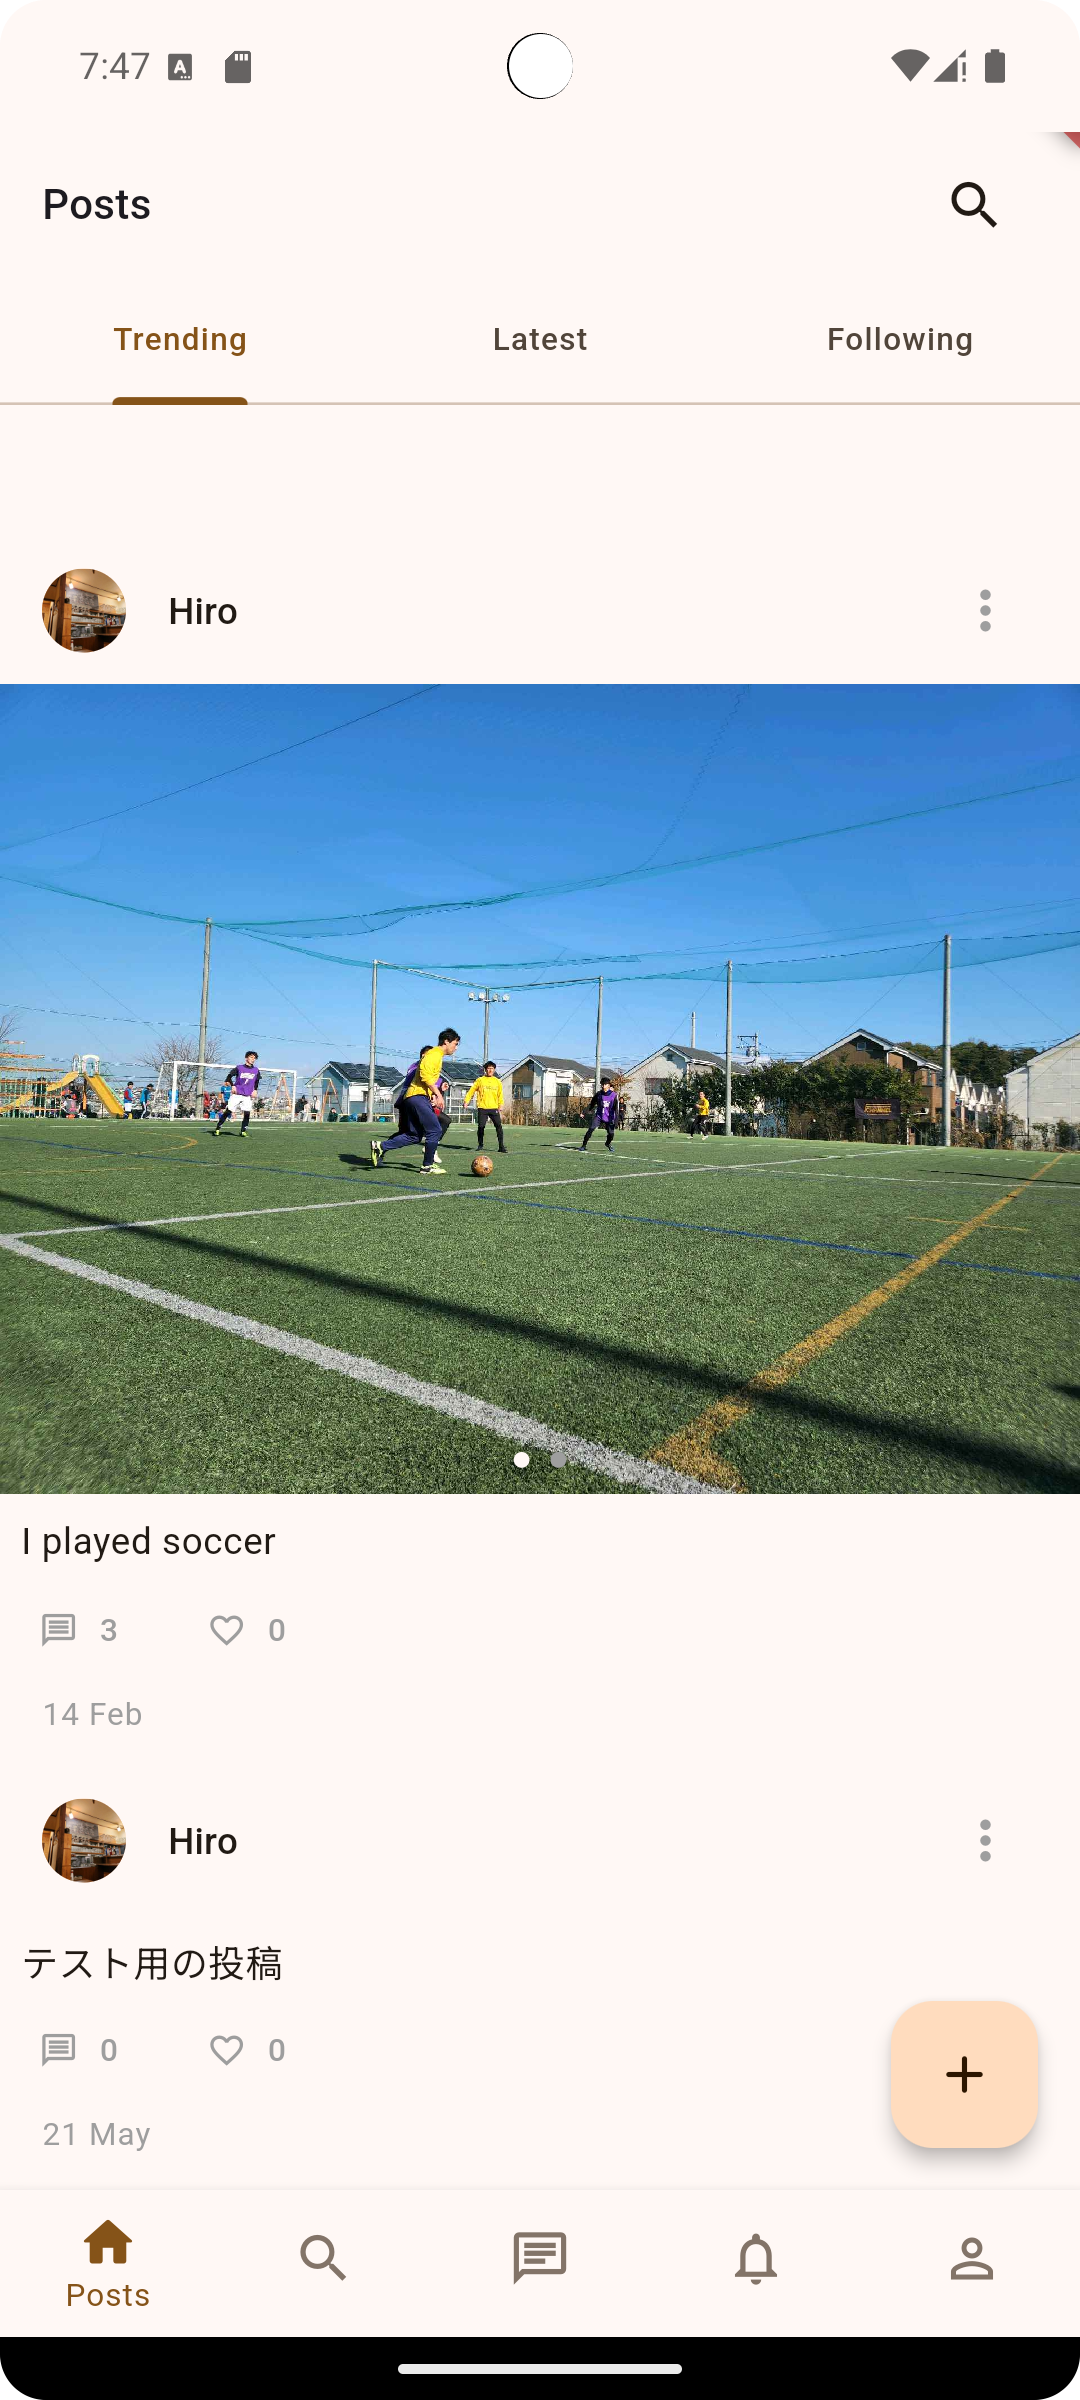 7:47
Posts
Trending
Latest
Following
Hiro
I played soccer
3
0
14 Feb
Hiro
テスト用の投稿
0
0
21 May
Posts